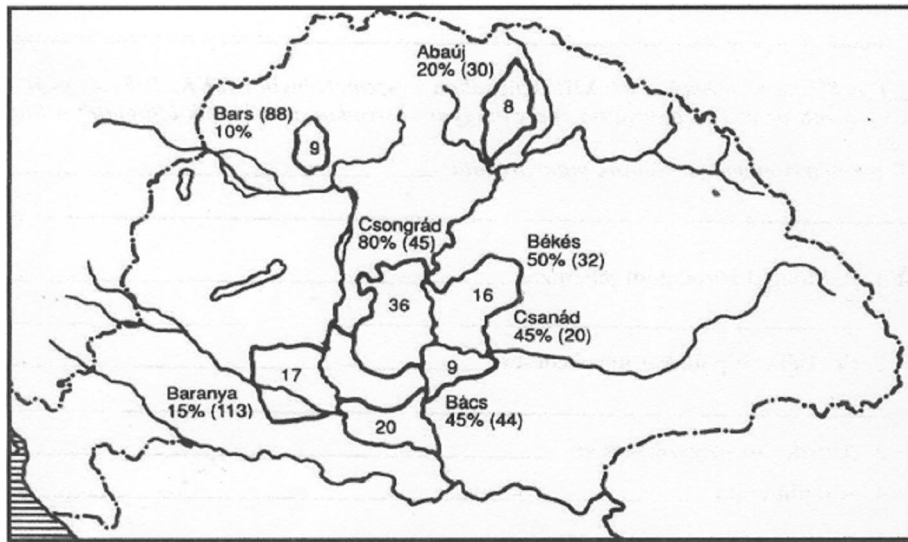 Abaúj
20% (30)
8
Bars (88)
10%
9
Csongrád
80% (45)
36
Békés
50% (32)
16
Csanád
45% (20)
9
17
Baranya
15% (113)
Bàcs
45% (44)
20